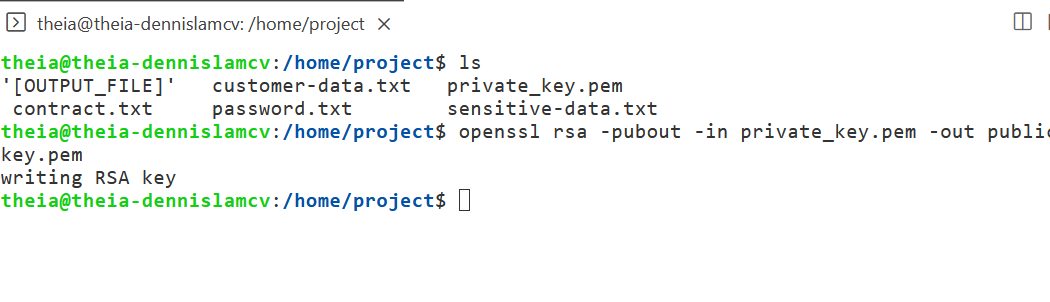 theia@theia-dennislamcv: /home/project ×
theia@theia-dennislamcv:/home/project$ ls
'[OUTPUT_FILE]' customer-data.txt private_key.pem
contract.txt password.txt sensitive-data.txt
theia@theia-dennislamcv:/home/project$ openssl rsa -pubout -in private_key.pem -out public
key.pem
writing RSA key
theia@theia-dennislamcv:/home/project$